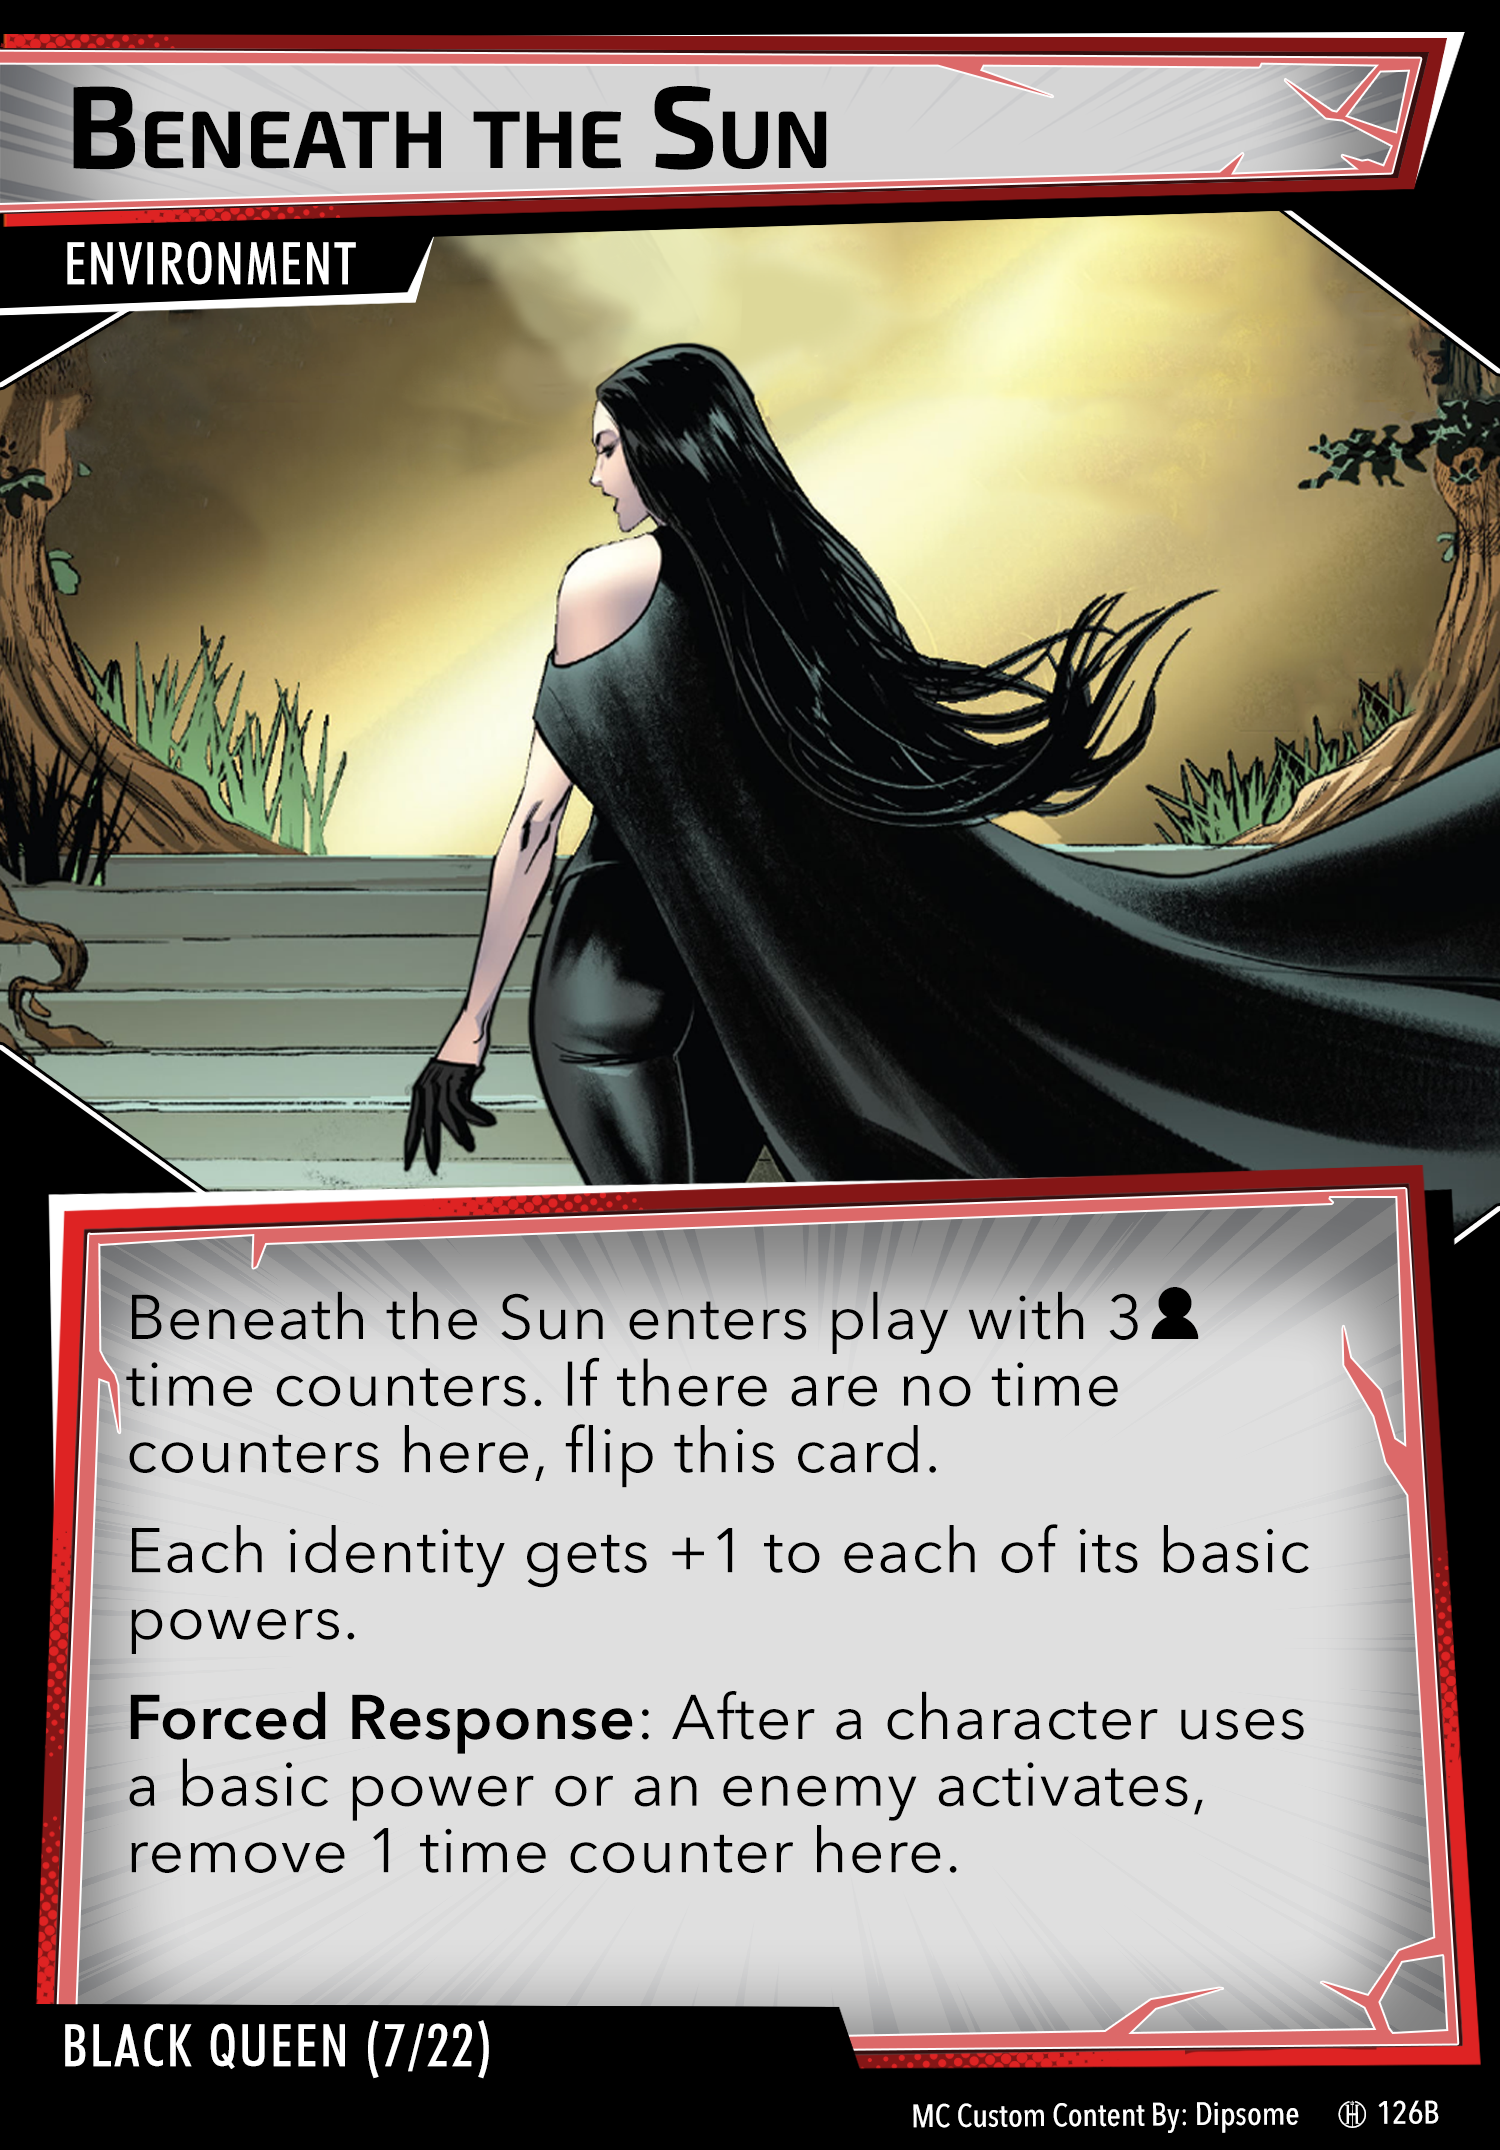 Beneath the Sun
ENVIRONMENT
Beneath the Sun enters play with 3
time counters. If there are no time
counters here, flip this card.
Each identity gets +1 to each of its basic
powers.
Forced Response: After a character uses
a basic power or an enemy activates,
remove 1 time counter here.
BLACK QUEEN (7/22)
MC Custom Content By: Dipsome
126B